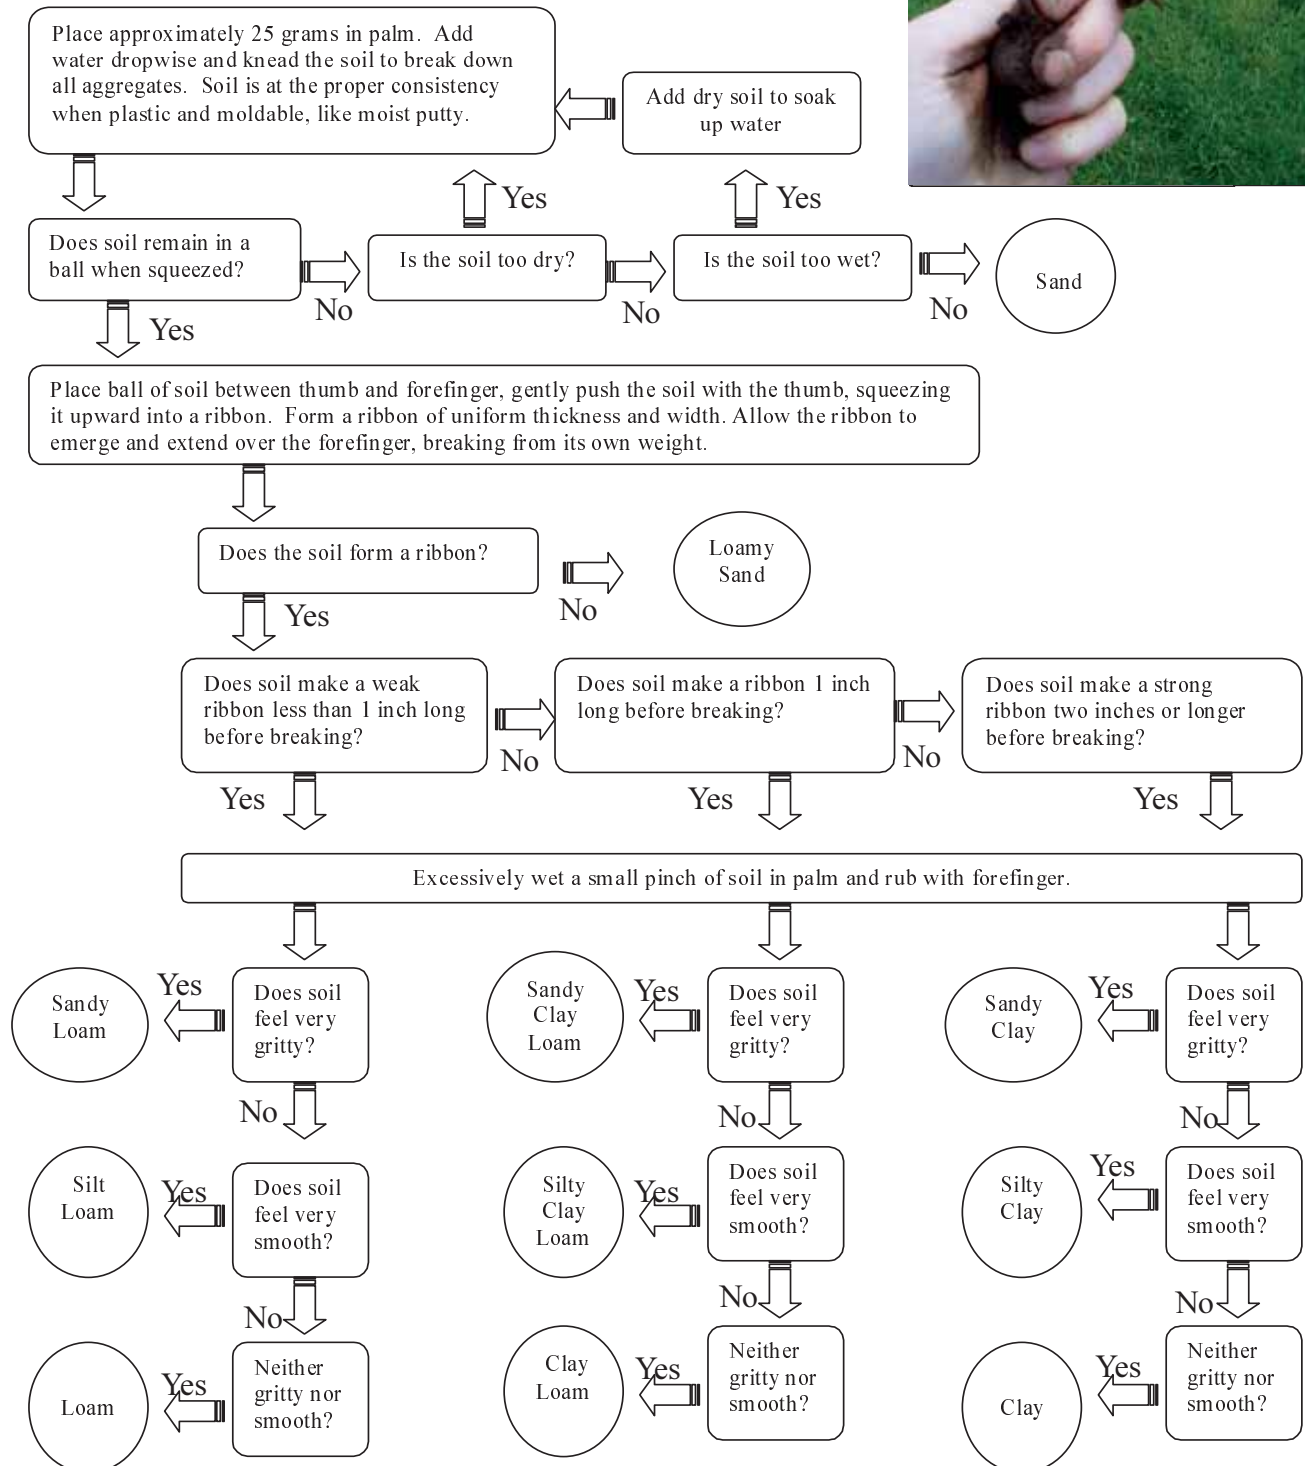 Place approximately 25 grams in palm. Add
water dropwise and knead the soil to break down
all aggregates. Soil is at the proper consistency
when plastic and moldable, like moist putty.
Add dry soil to soak
up water
Yes
Yes
Does soil remain in a
ball when squeezed?
No
Is the soil too dry?
No
Is the soil too wet?
No
Sand
Yes
Place ball of soil between thumb and forefinger, gently push the soil with the thumb, squeezing
it upward into a ribbon. Form a ribbon of uniform thickness and width. Allow the ribbon to
emerge and extend over the forefinger, breaking from its own weight.
Does the soil form a ribbon?
No
Loamy
Sand
Yes
Does soil make a weak
ribbon less than 1 inch long
before breaking?
No
Does soil make a ribbon 1 inch
long before breaking?
No
Does soil make a strong
ribbon two inches or longer
before breaking?
Yes
Yes
Yes
Excessively wet a small pinch of soil in palm and rub with forefinger.
Sandy
Loam
Yes
Does soil
feel very
gritty?
Sandy
Clay
Loam
Yes
Does soil
feel very
gritty?
Sandy
Clay
Yes
Does soil
feel very
gritty?
No
No
No
Silt
Loam
Yes
Does soil
feel very
smooth?
Silty
Clay
Loam
Yes
Does soil
feel very
smooth?
Silty
Clay
Yes
Does soil
feel very
smooth?
No
No
No
Loam
Yes
Neither
gritty nor
smooth?
Clay
Loam
Yes
Neither
gritty nor
smooth?
Clay
Yes
Neither
gritty nor
smooth?